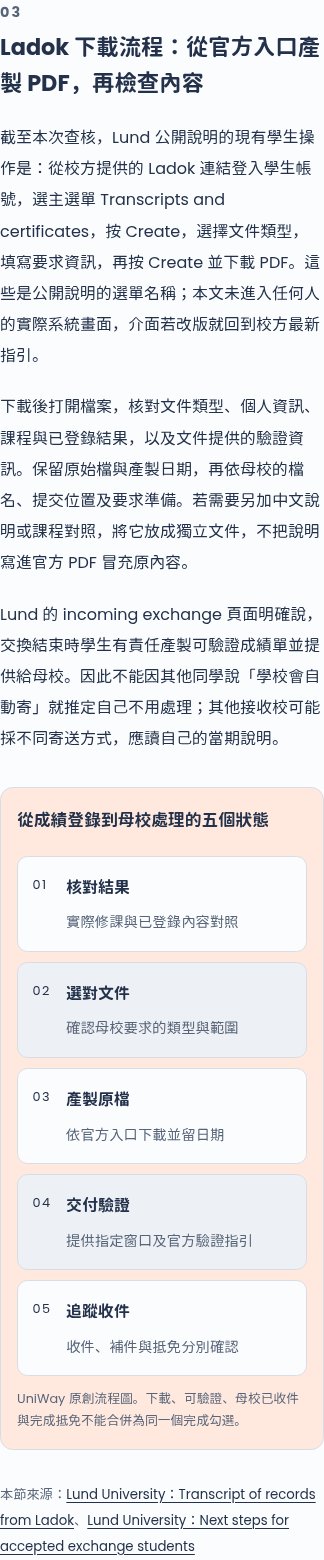 03
Ladok 下載流程：從官方入口產
製 PDF，再檢查內容
截至本次查核，Lund 公開說明的現有學生操
作是：從校方提供的 Ladok 連結登入學生帳
號，選主選單 Transcripts and
certificates，按 Create，選擇文件類型，
填寫要求資訊，再按 Create 並下載 PDF。這
些是公開說明的選單名稱；本文未進入任何人
的實際系統畫面，介面若改版就回到校方最新
指引。
下載後打開檔案，核對文件類型、個人資訊、
課程與已登錄結果，以及文件提供的驗證資
訊。保留原始檔與產製日期，再依母校的檔
名、提交位置及要求準備。若需要另加中文說
明或課程對照，將它放成獨立文件，不把說明
寫進官方 PDF 冒充原內容。
Lund 的 incoming exchange 頁面明確說，
交換結束時學生有責任產製可驗證成績單並提
供給母校。因此不能因其他同學說「學校會自
動寄」就推定自己不用處理；其他接收校可能
採不同寄送方式，應讀自己的當期說明。
從成績登錄到母校處理的五個狀態
01 核對結果
實際修課與已登錄內容對照
02 選對文件
確認母校要求的類型與範圍
03 產製原檔
依官方入口下載並留日期
04 交付驗證
提供指定窗口及官方驗證指引
05 追蹤收件
收件、補件與抵免分別確認
UniWay 原創流程圖。下載、可驗證、母校已收件
與完成抵免不能合併為同一個完成勾選。
本節來源：Lund University：Transcript of records
from Ladok、Lund University：Next steps for
accepted exchange students